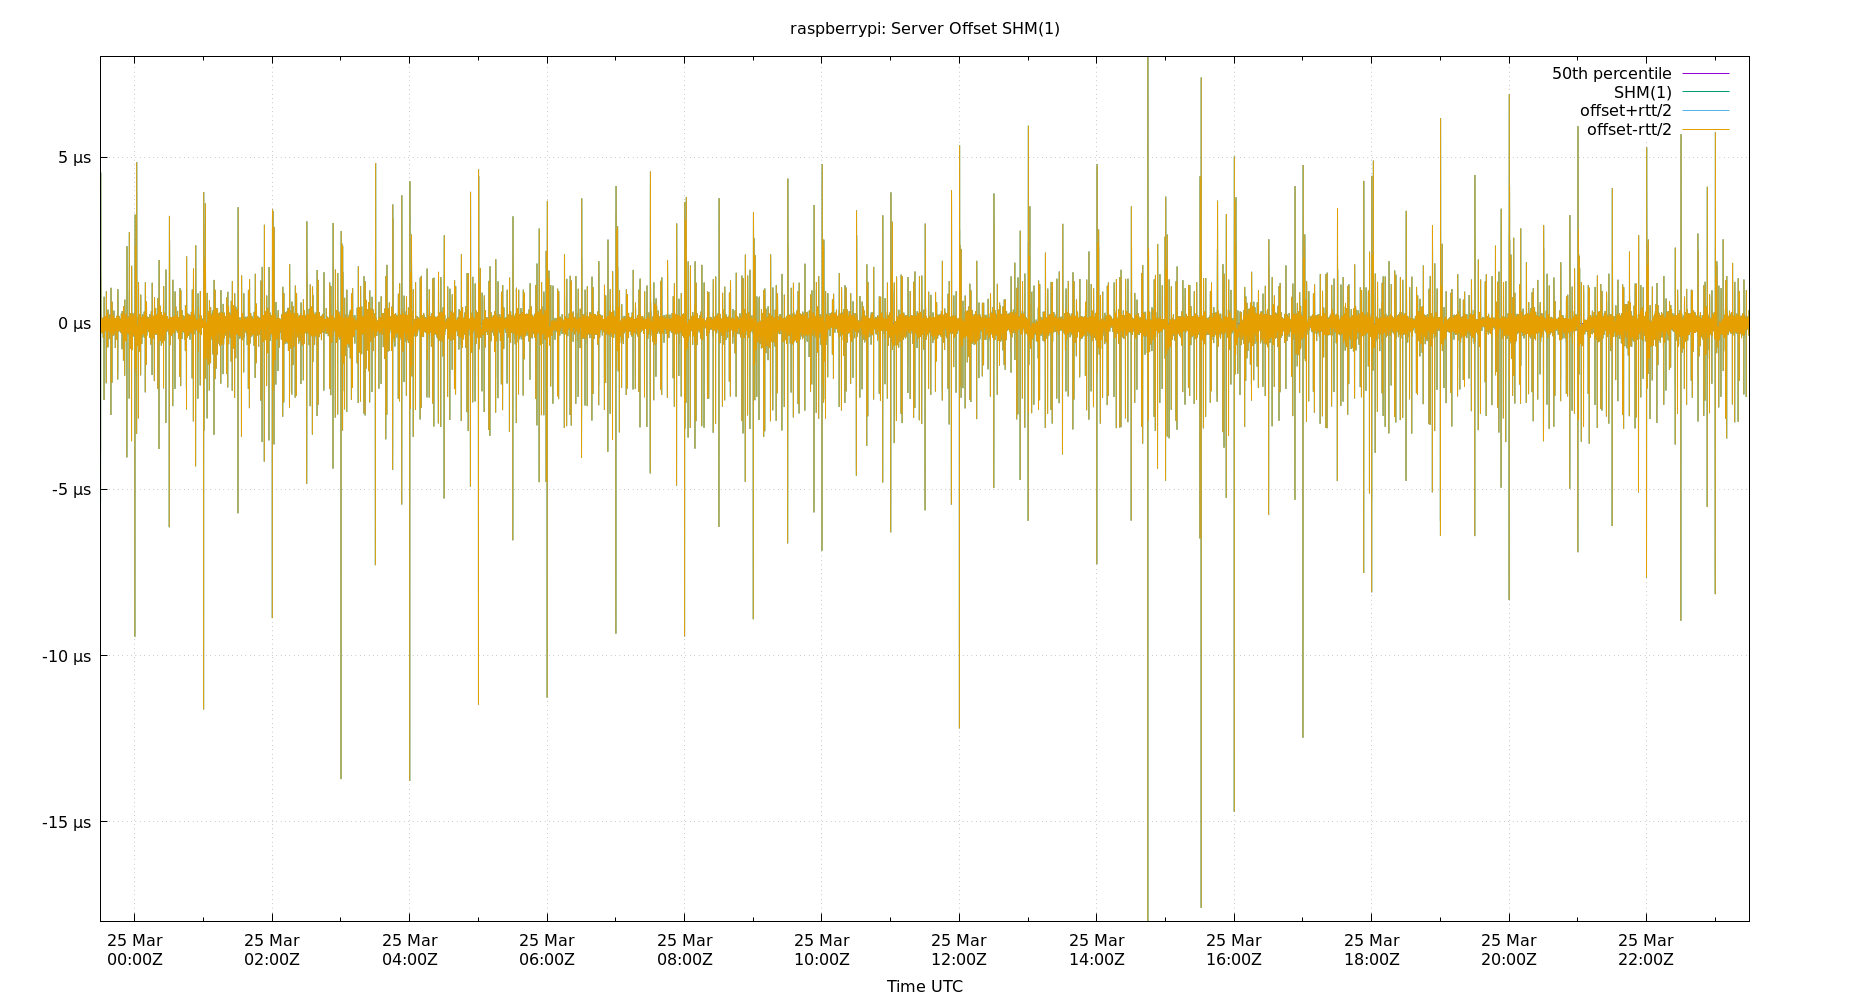 raspberrypi: Server Offset SHM(1)
50th percentile
SHM(1)
offset+rtt/2
offset-rtt/2
5 µs
0 µs
-5 µs
-10 µs
-15 µs
25 Mar 25 Mar 25 Mar 25 Mar 25 Mar 25 Mar 25 Mar 25 Mar 25 Mar 25 Mar 25 Mar 25 Mar
00:00Z 02:00Z 04:00Z 06:00Z 08:00Z 10:00Z 12:00Z 14:00Z 16:00Z 18:00Z 20:00Z 22:00Z
Time UTC